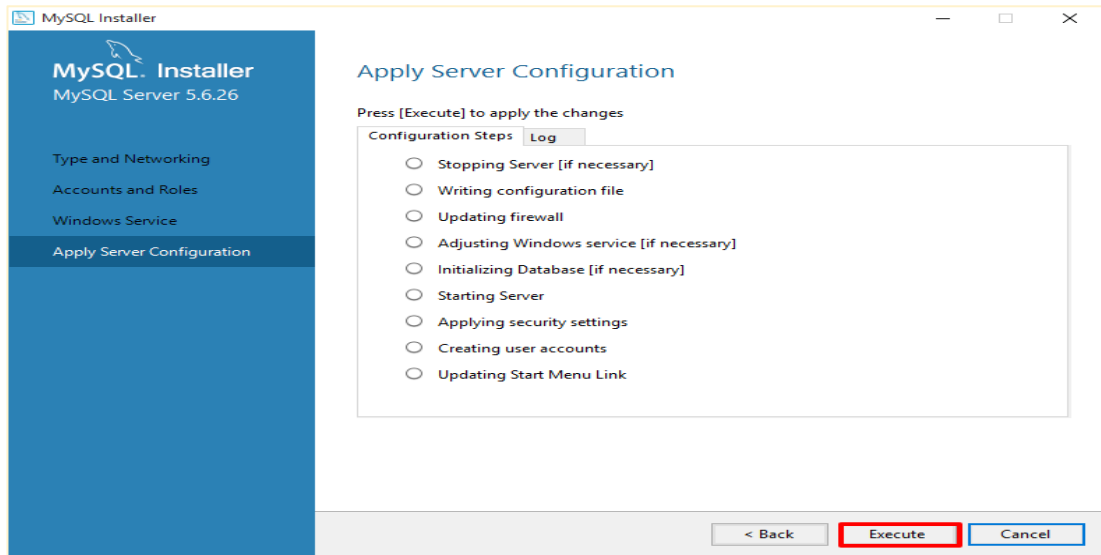 MySQL Installer
MySQL. Installer
MySQL Server 5.6.26
Type and Networking
Accounts and Roles
Windows Service
Apply Server Configuration
Apply Server Configuration
Press [Execute] to apply the changes
Configuration Steps Log
Stopping Server [if necessary]
Writing configuration file
Updating firewall
Adjusting Windows service [if necessary]
Initializing Database [if necessary]
Starting Server
Applying security settings
Creating user accounts
Updating Start Menu Link
< Back Execute Cancel